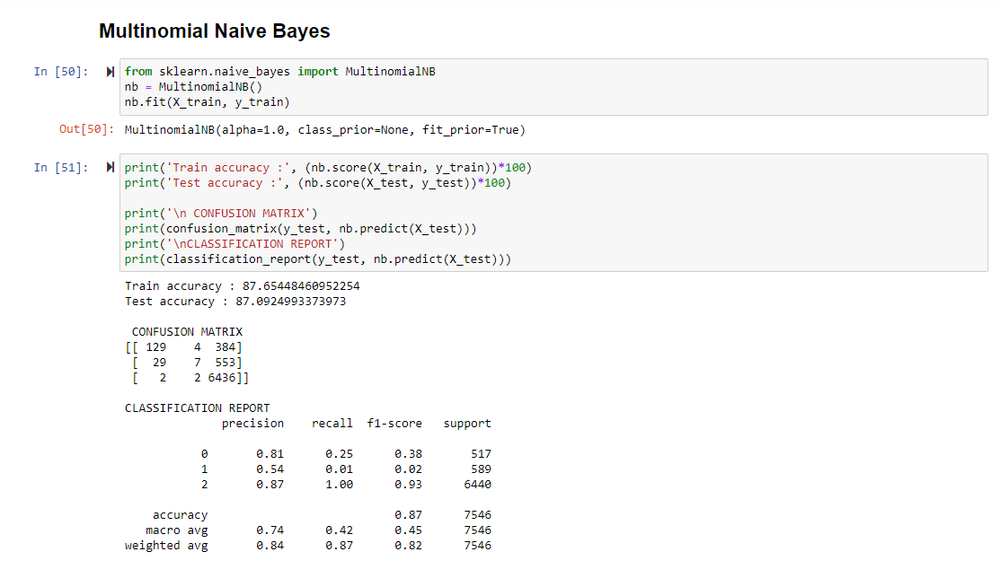 Multinomial Naive Bayes
In [50]:
from sklearn.naive_bayes import MultinomialNB
nb = MultinomialNB()
nb.fit(X_train, y_train)
Out[50]: MultinomialNB(alpha=1.0, class_prior=None, fit_prior=True)
In [51]:
print('Train accuracy :', (nb.score(X_train, y_train))*100)
print('Test accuracy :', (nb.score(X_test, y_test))*100)
print('\n CONFUSION MATRIX')
print(confusion_matrix(y_test, nb.predict(X_test)))
print('\nCLASSIFICATION REPORT')
print(classification_report(y_test, nb.predict(X_test)))
Train accuracy : 87.65448460952254
Test accuracy : 87.0924993373973
CONFUSION MATRIX
[[ 129    4  384]
 [  29    7  553]
 [   2    2 6436]]
CLASSIFICATION REPORT
precision    recall  f1-score   support
0       0.81      0.25      0.38       517
1       0.54      0.01      0.02       589
2       0.87      1.00      0.93      6440
accuracy                           0.87      7546
macro avg       0.74      0.42      0.45      7546
weighted avg       0.84      0.87      0.82      7546